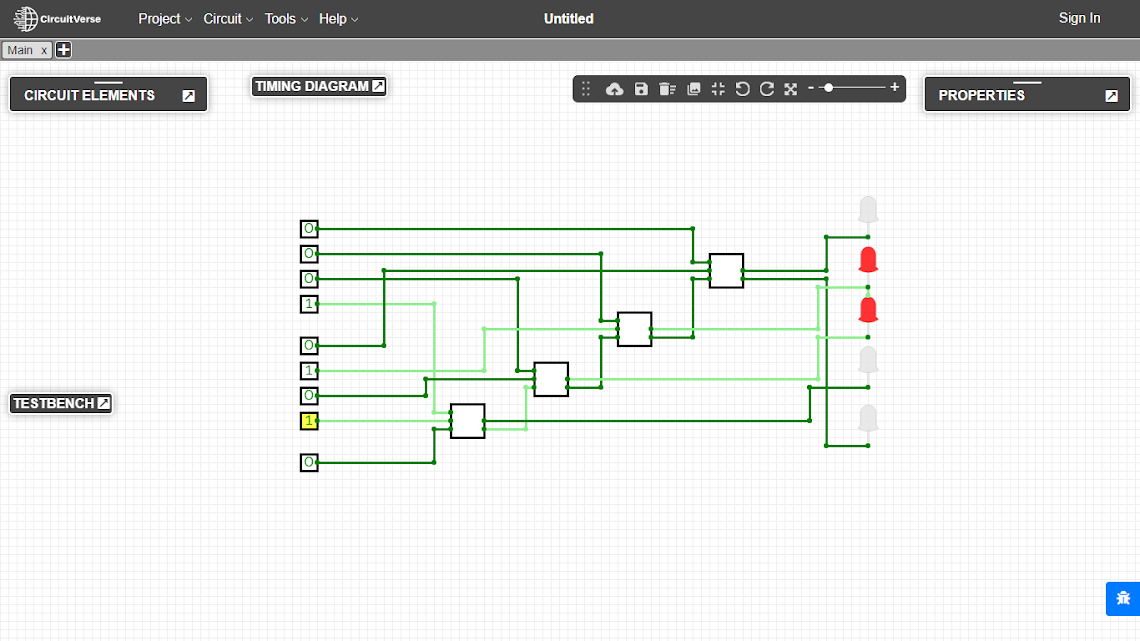 CircuitVerse
Project
Circuit
Tools
Help
Untitled
Sign In
Main x
CIRCUIT ELEMENTS
TIMING DIAGRAM
PROPERTIES
TESTBENCH
0
0
0
1
0
1
0
1
0